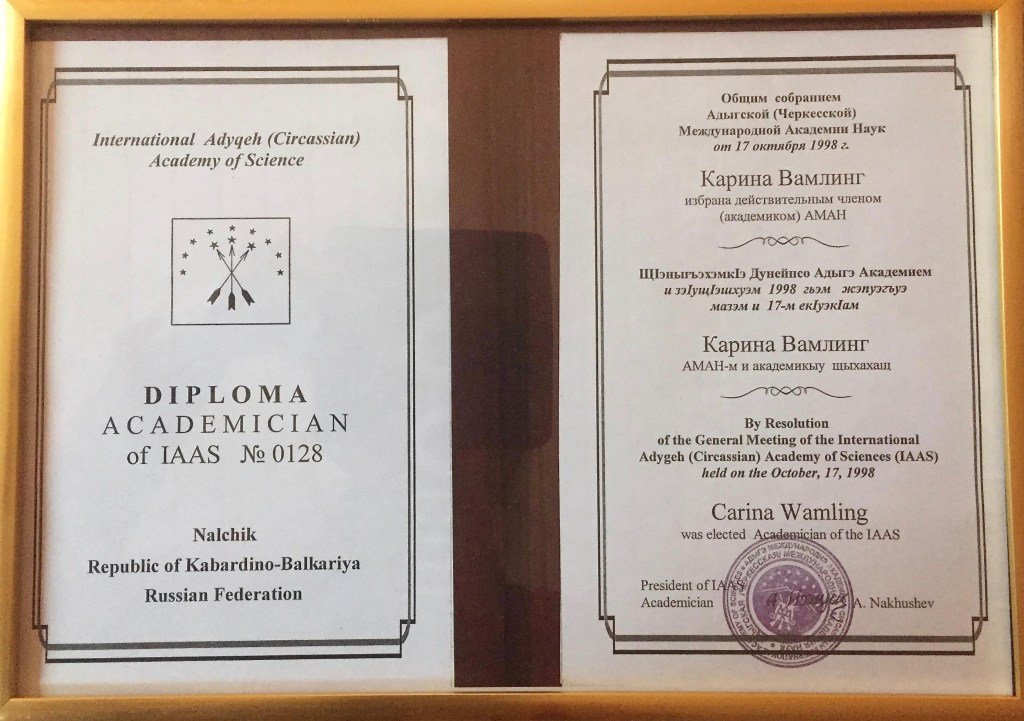 International Adyqeh (Circassian)
Academy of Science
DIPLOMA
ACADEMICIAN
of IAAS № 0128
Nalchik
Republic of Kabardino-Balkariya
Russian Federation
Общим собранием
Адыгской (Черкесской)
Международной Академии Наук
от 17 октября 1998 г.
Карина Вамлинг
избрана действительным членом
(академиком) АМАН
ЩIэныгъэхэмкIэ Дунейпсо Адыгэ Академием
и зэIущIэшхуэм 1998 гъэм жэпуэгъуэ
мазэм и 17-м екIуэкIам
Карина Вамлинг
АМАН-м и академикыу щыхахащ
By Resolution
of the General Meeting of the International
Adygeh (Circassian) Academy of Sciences (IAAS)
held on the October, 17, 1998
Carina Wamling
was elected Academician of the IAAS
President of IAAS
Academician A. Nakhushev